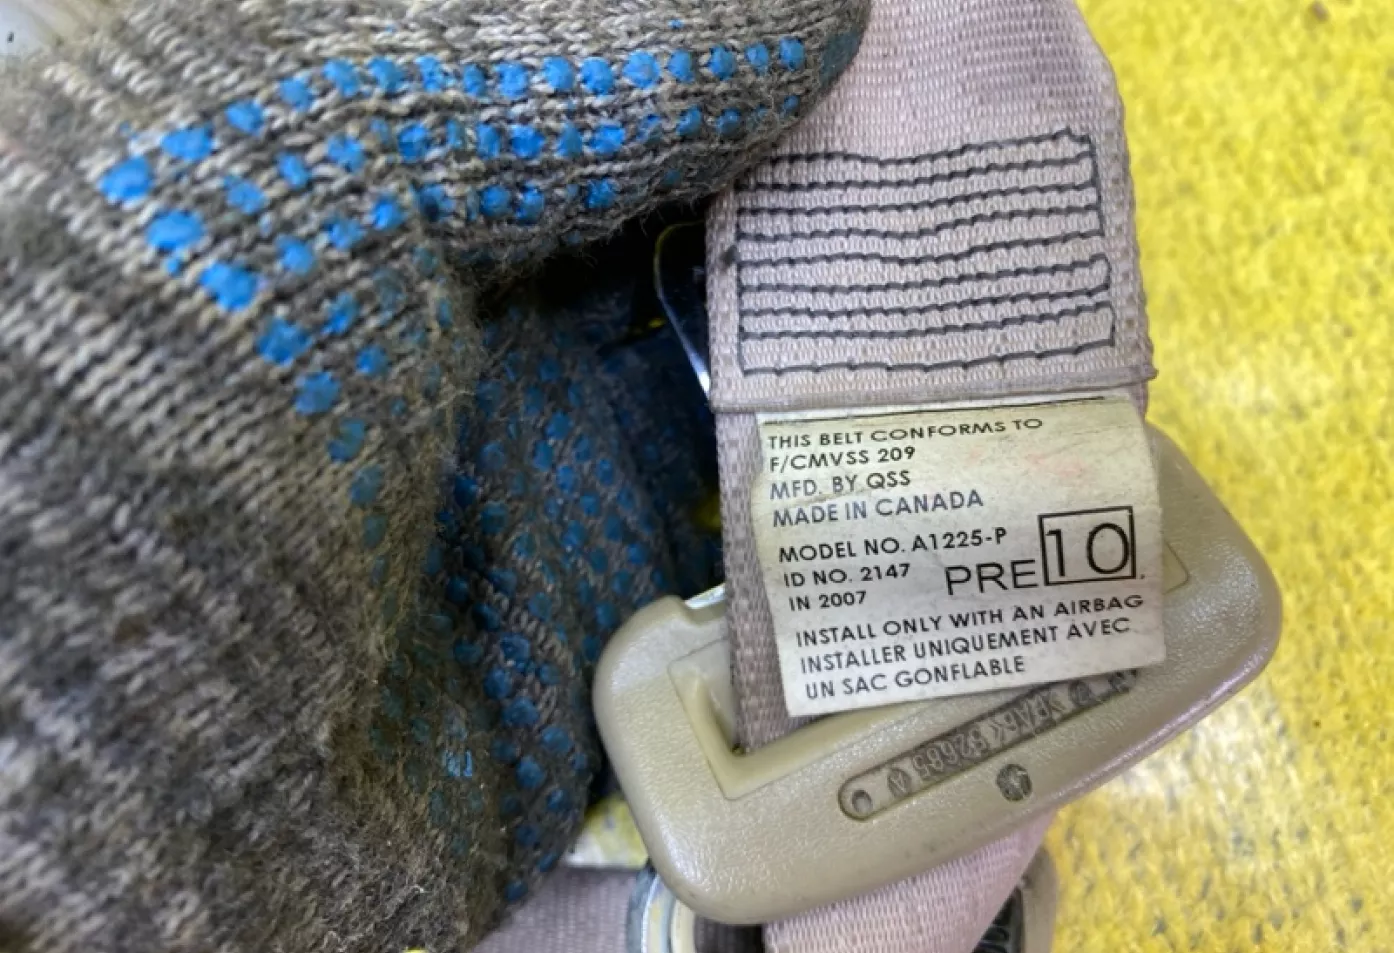 THIS BELT CONFORMS TO
F/CMVSS 209
MFD. BY QSS
MADE IN CANADA
MODEL NO. A1225-P
ID NO. 2147
IN 2007
PRE 10
INSTALL ONLY WITH AN AIRBAG
INSTALLER UNIQUEMENT AVEC
UN SAC GONFLABLE